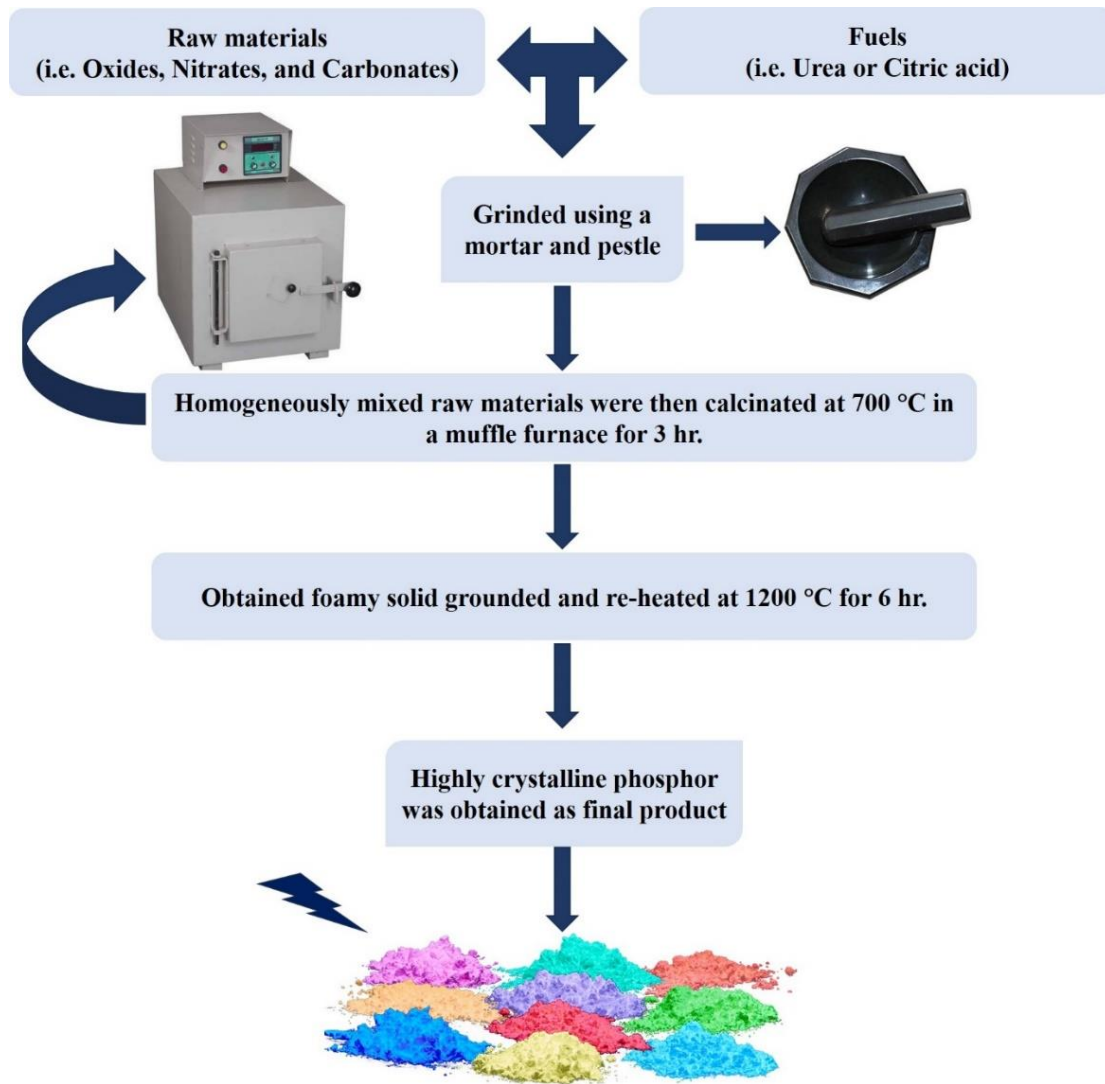 Raw materials
(i.e. Oxides, Nitrates, and Carbonates)
Fuels
(i.e. Urea or Citric acid)
Grinded using a
mortar and pestle
Homogeneously mixed raw materials were then calcinated at 700 °C in
a muffle furnace for 3 hr.
Obtained foamy solid grounded and re-heated at 1200 °C for 6 hr.
Highly crystalline phosphor
was obtained as final product